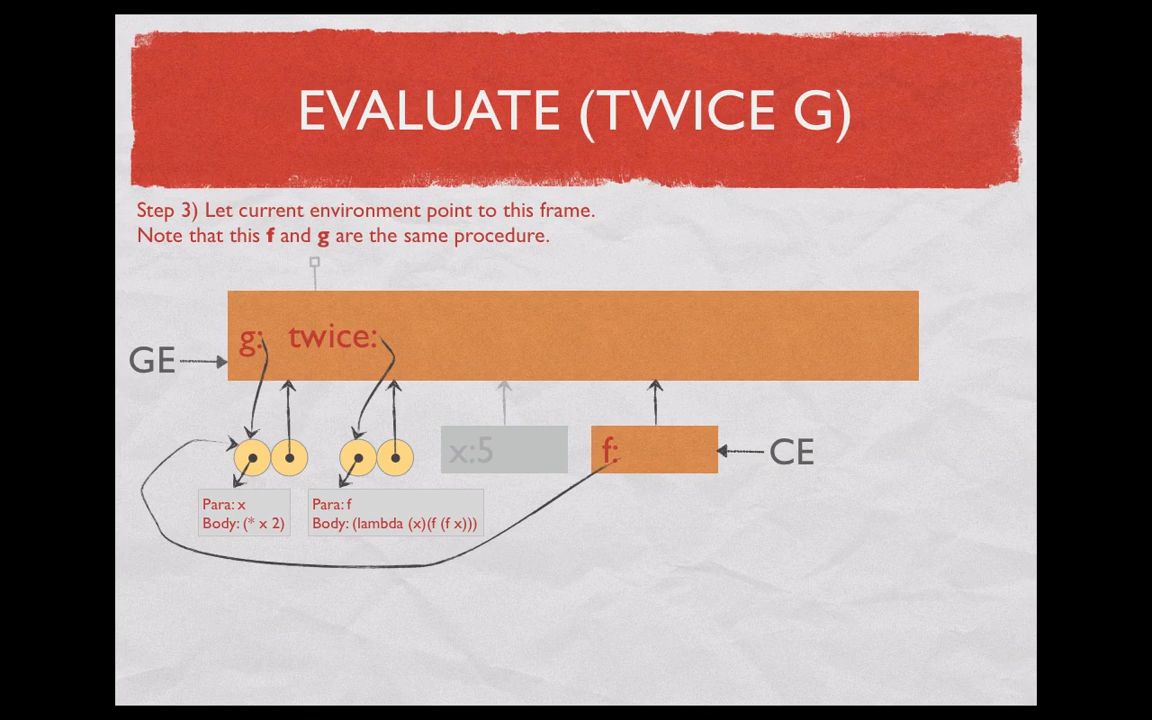 EVALUATE (TWICE G)
Step 3) Let current environment point to this frame.
Note that this f and g are the same procedure.
g: twice:
GE
x:5
f:
CE
Para: x
Body: (* x 2)
Para: f
Body: (lambda (x)(f (f x)))